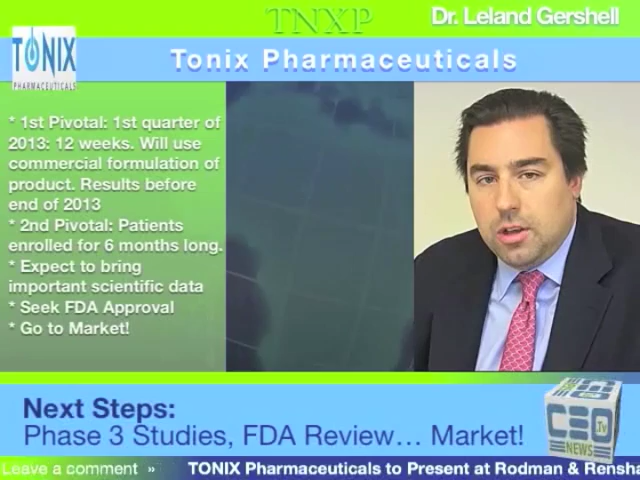 TNXP
Dr. Leland Gershell
TONIX
PHARMACEUTICALS
Tonix Pharmaceuticals
* 1st Pivotal: 1st quarter of
2013: 12 weeks. Will use
commercial formulation of
product. Results before
end of 2013
* 2nd Pivotal: Patients
enrolled for 6 months long.
* Expect to bring
important scientific data
* Seek FDA Approval
* Go to Market!
Next Steps:
Phase 3 Studies, FDA Review... Market!
CEO
.Tv
NEWS
Leave a comment »
TONIX Pharmaceuticals to Present at Rodman & Rensha